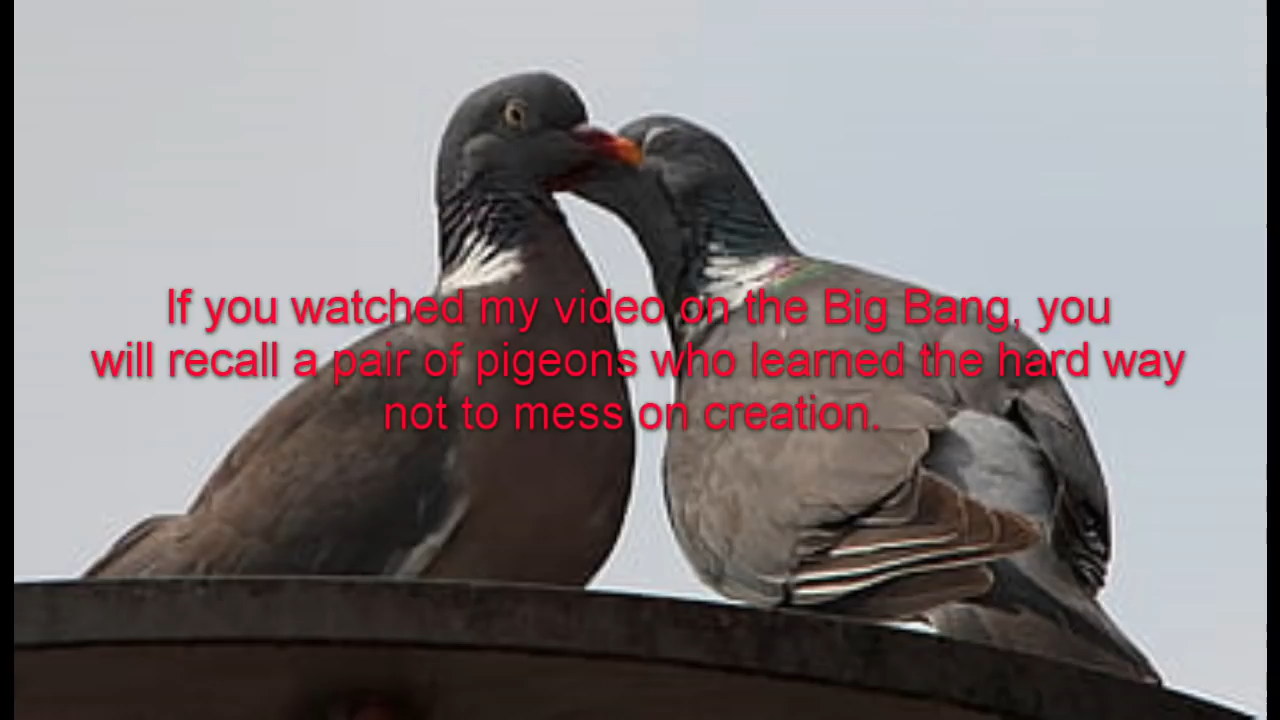 If you watched my video on the Big Bang, you
will recall a pair of pigeons who learned the hard way
not to mess on creation.